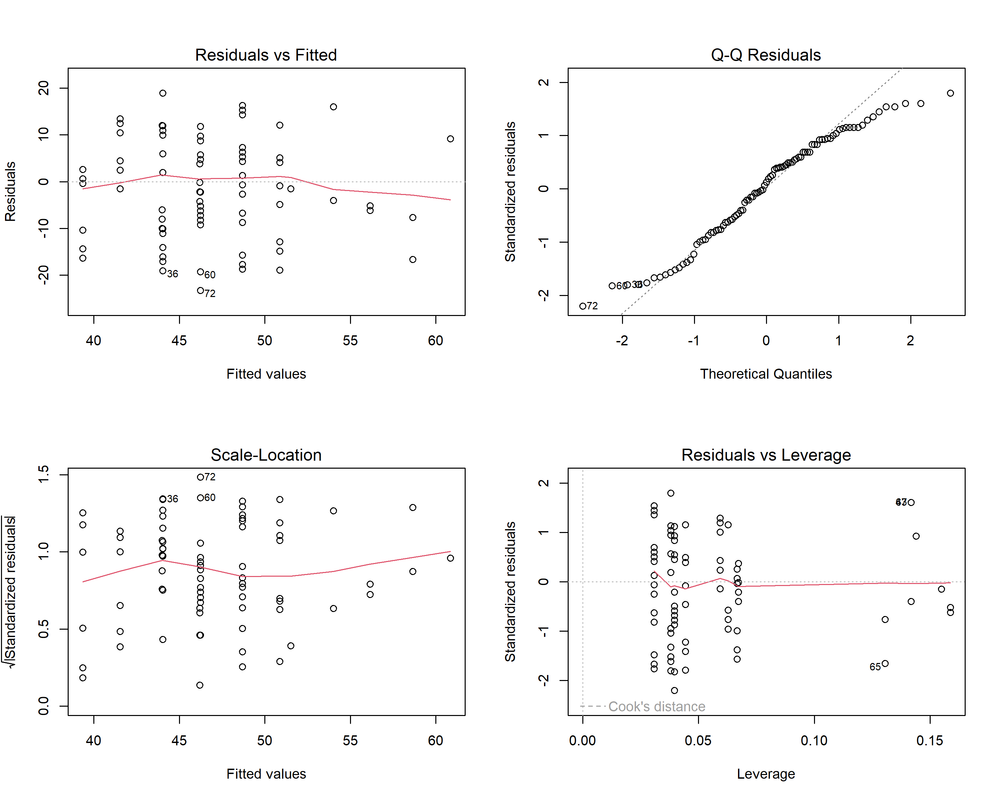 Residuals vs Fitted
Residuals
20
10
0
-10
-20
36
60
72
40 45 50 55 60
Fitted values
Q-Q Residuals
Standardized residuals
2
1
0
-1
-2
60 36
72
-2 -1 0 1 2
Theoretical Quantiles
Scale-Location
√|Standardized residuals|
1.5
1.0
0.5
0.0
72
36 60
40 45 50 55 60
Fitted values
Residuals vs Leverage
Standardized residuals
2
1
0
-1
-2
65
Cook's distance
0.00 0.05 0.10 0.15
Leverage